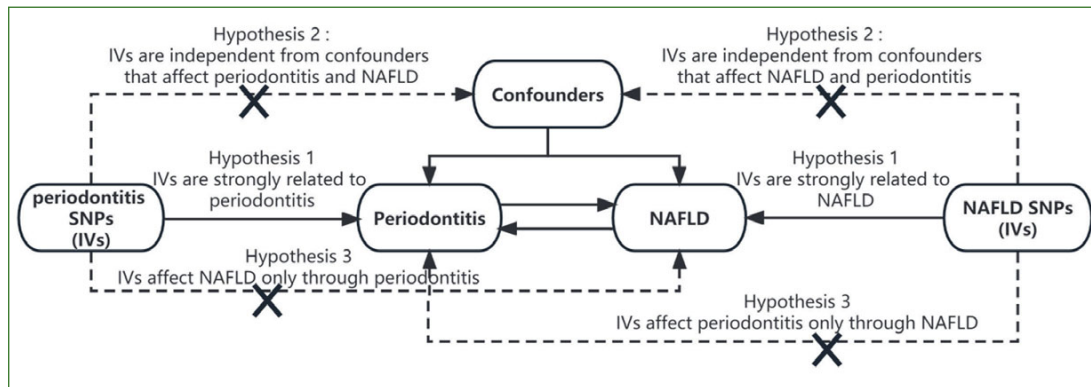 Hypothesis 2 :
IVs are independent from confounders
that affect periodontitis and NAFLD
Hypothesis 2 :
IVs are independent from confounders
that affect NAFLD and periodontitis
Confounders
Hypothesis 1
IVs are strongly related to
periodontitis
Hypothesis 1
IVs are strongly related to
NAFLD
periodontitis
SNPs
(IVs)
Periodontitis
NAFLD
NAFLD SNPs
(IVs)
Hypothesis 3
IVs affect NAFLD only through periodontitis
Hypothesis 3
IVs affect periodontitis only through NAFLD